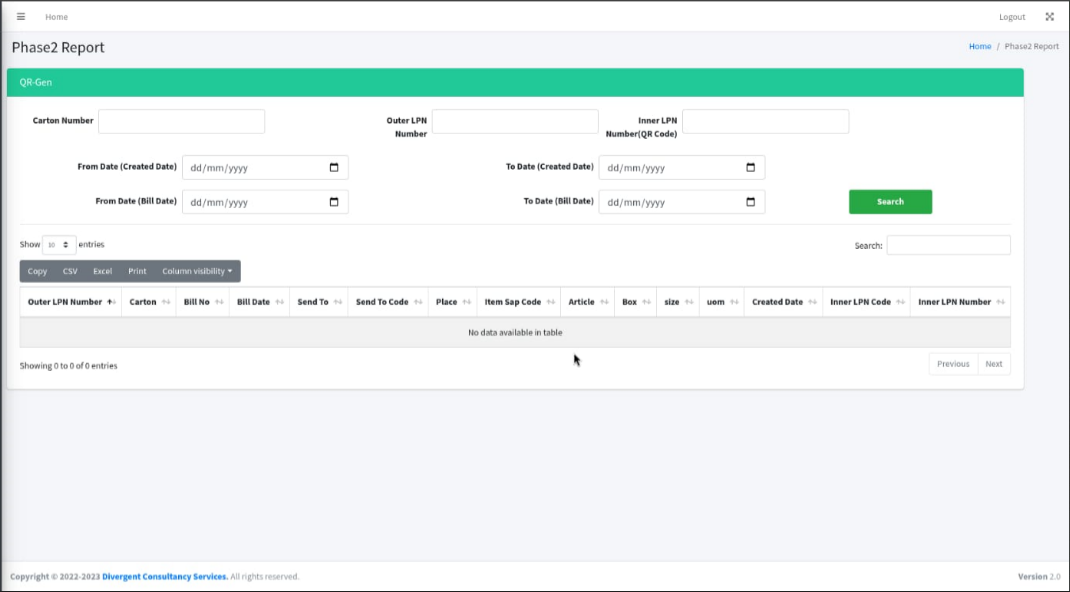 Home Logout
Phase2 Report Home / Phase2 Report
QR-Gen
Carton Number Outer LPN Number Inner LPN Number(QR Code)
From Date (Created Date) dd/mm/yyyy To Date (Created Date) dd/mm/yyyy
From Date (Bill Date) dd/mm/yyyy To Date (Bill Date) dd/mm/yyyy Search
Show 10 entries Search:
Copy CSV Excel Print Column visibility
Outer LPN Number Carton Bill No Bill Date Send To Send To Code Place Item Sap Code Article Box size uom Created Date Inner LPN Code Inner LPN Number
No data available in table
Showing 0 to 0 of 0 entries Previous Next
Copyright © 2022-2023 Divergent Consultancy Services. All rights reserved. Version 2.0